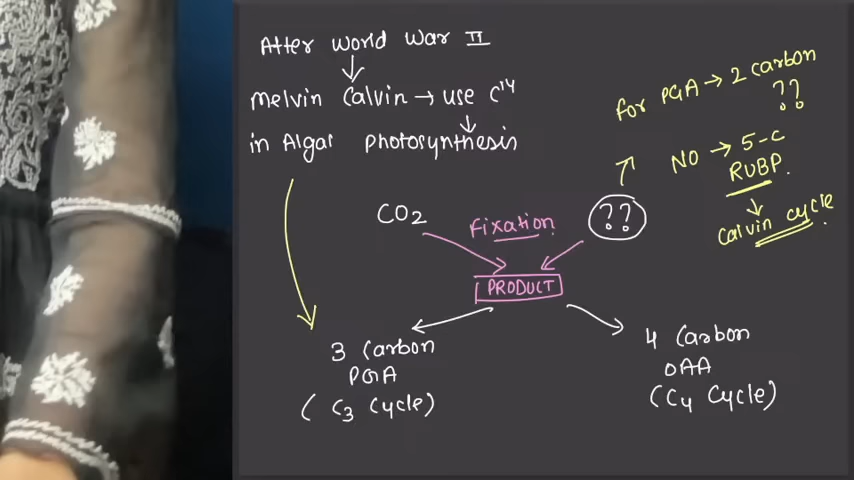 After world war II
Melvin Calvin → use C¹⁴
in Algal photosynthesis
for PGA → 2 Carbon
??
NO → 5-C
RUBP.
Calvin cycle
CO2
Fixation
??
PRODUCT
3 Carbon
PGA
( C3 Cycle)
4 Carbon
OAA
(C4 Cycle)